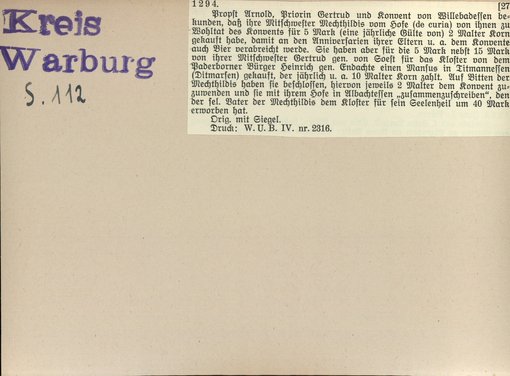 Kreis
Warburg
S. 112
1294. [27
Propst Arnold, Priorin Gertrud und Konvent von Willebadessen be-
kunden, daß ihre Mitschwester Mechthildis vom Hofe (de curia) von ihnen zu
Wohltat des Konvents für 5 Mark (eine jährliche Gülte von) 2 Malter Korn
gekauft habe, damit an den Anniversarien ihrer Eltern u. a. dem Konvente
auch Bier verabreicht werde. Sie haben aber für die 5 Mark nebst 15 Mark
von ihrer Mitschwester Gertrud gen. von Soest für das Kloster von dem
Paderborner Bürger Heinrich gen. Endachte einen Mansus in Titmannessen
(Ditmarsen) gekauft, der jährlich u. a. 10 Malter Korn zahlt. Auf Bitten der
Mechthildis haben sie beschlossen, hiervon jeweils 2 Malter dem Konvent zu-
zuwenden und sie mit ihrem Hofe in Albachtessen „zusammenzuschreiben“, den
der sel. Vater der Mechthildis dem Kloster für sein Seelenheil um 40 Mark
erworben hat.
Orig. mit Siegel.
Druck: W. U. B. IV. nr. 2316.